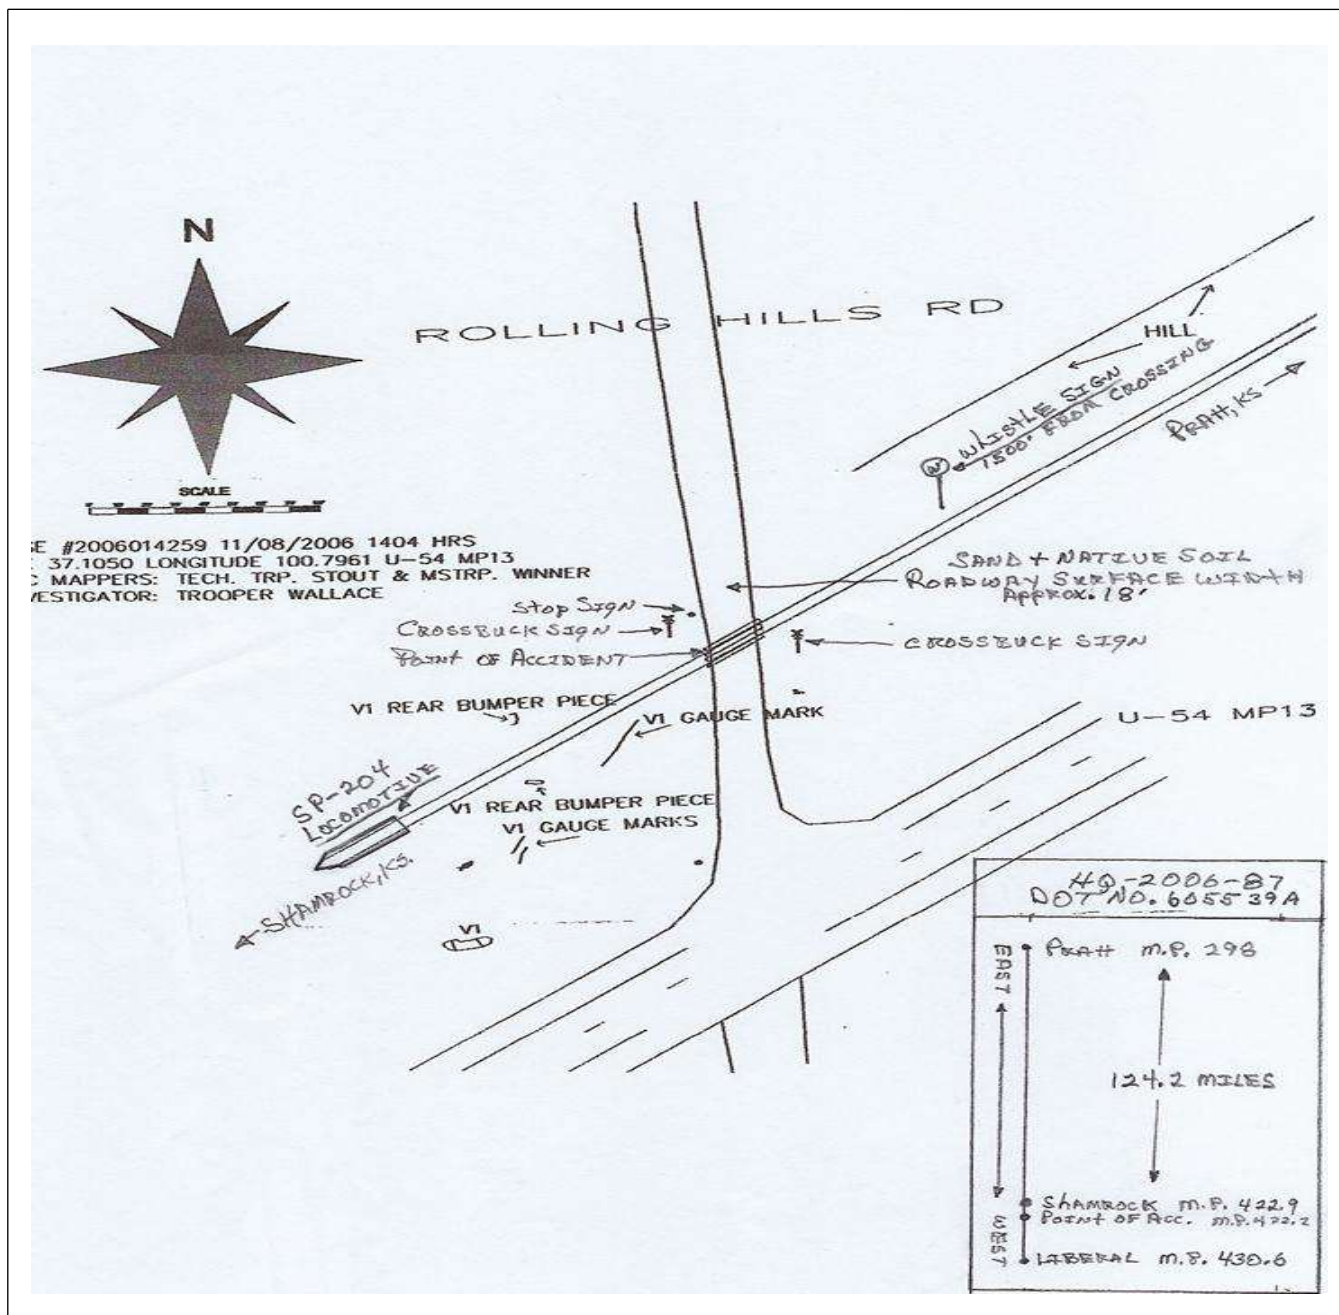 N
ROLLING HILLS RD
HILL
WHISTLE SIGN
1500' FROM CROSSING
W
PRATT, KS
SCALE
SE #2006014259 11/08/2006 1404 HRS
37.1050 LONGITUDE 100.7961 U-54 MP13
C MAPPERS: TECH. TRP. STOUT & MSTRP. WINNER
VESTIGATOR: TROOPER WALLACE
SAND + NATIVE SOIL
ROADWAY SURFACE WIDTH
APPROX. 18'
STOP SIGN
CROSSBUCK SIGN
POINT OF ACCIDENT
CROSSBUCK SIGN
V1 REAR BUMPER PIECE
V1 GAUGE MARK
U-54 MP13
SP-204
LOCOMOTIVE
V1 REAR BUMPER PIECE
V1 GAUGE MARKS
SHAMROCK, KS.
V1
HQ-2006-87
DOT NO. 605539A
EAST
PRATT M.P. 298
124.2 MILES
SHAMROCK M.P. 422.9
POINT OF ACC. M.P. 422.2
WEST
LIBERAL M.P. 430.6